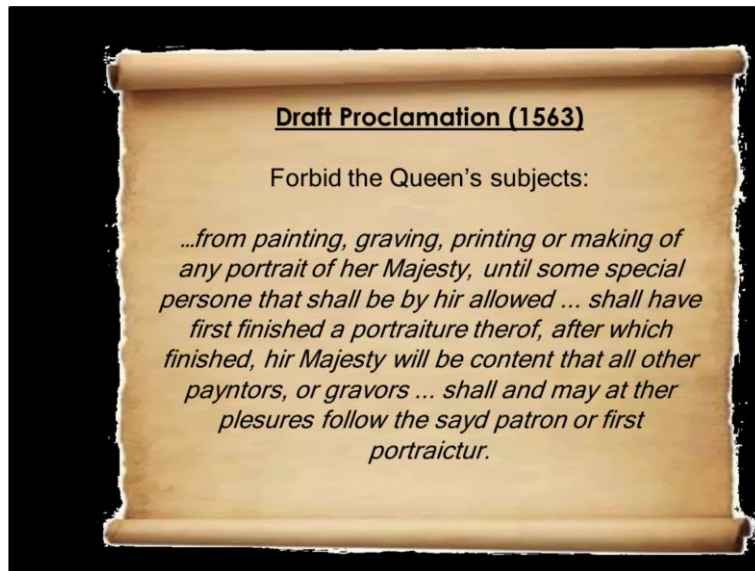 Draft Proclamation (1563)
Forbid the Queen's subjects:
...from painting, graving, printing or making of
any portrait of her Majesty, until some special
persone that shall be by hir allowed ... shall have
first finished a portraiture therof, after which
finished, hir Majesty will be content that all other
payntors, or gravors ... shall and may at ther
plesures follow the sayd patron or first
portraictur.